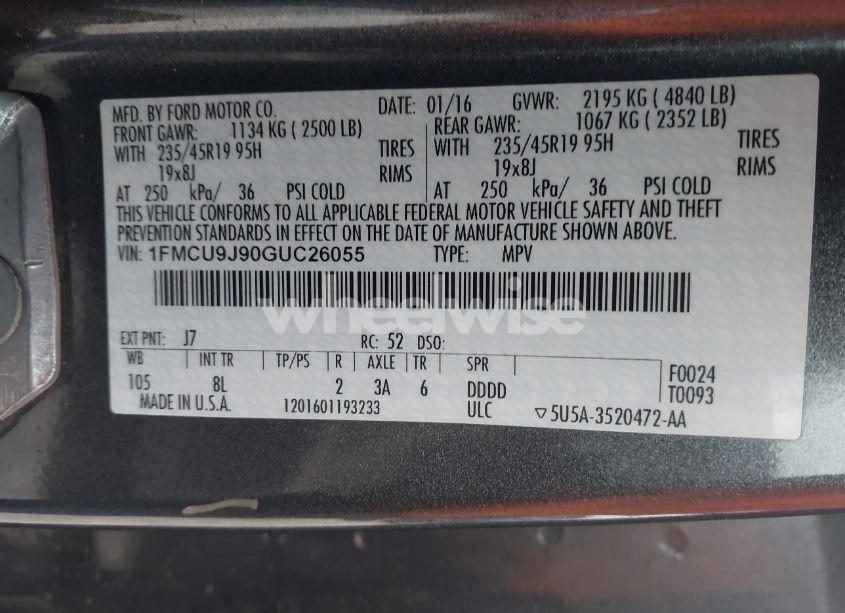 MFD. BY FORD MOTOR CO. DATE: 01/16 GVWR: 2195 KG ( 4840 LB)
FRONT GAWR: 1134 KG ( 2500 LB) REAR GAWR: 1067 KG ( 2352 LB)
WITH 235/45R19 95H TIRES WITH 235/45R19 95H TIRES
19x8J RIMS 19x8J RIMS
AT 250 kPa/ 36 PSI COLD AT 250 kPa/ 36 PSI COLD
THIS VEHICLE CONFORMS TO ALL APPLICABLE FEDERAL MOTOR VEHICLE SAFETY AND THEFT
PREVENTION STANDARDS IN EFFECT ON THE DATE OF MANUFACTURE SHOWN ABOVE.
VIN: 1FMCU9J90GUC26055 TYPE: MPV
wheelwise
EXT PNT: J7 RC: 52 DSO:
WB INT TR TP/PS R AXLE TR SPR F0024
105 8L 2 3A 6 DDDD T0093
MADE IN U.S.A. 1201601193233 ULC ▽5U5A-3520472-AA